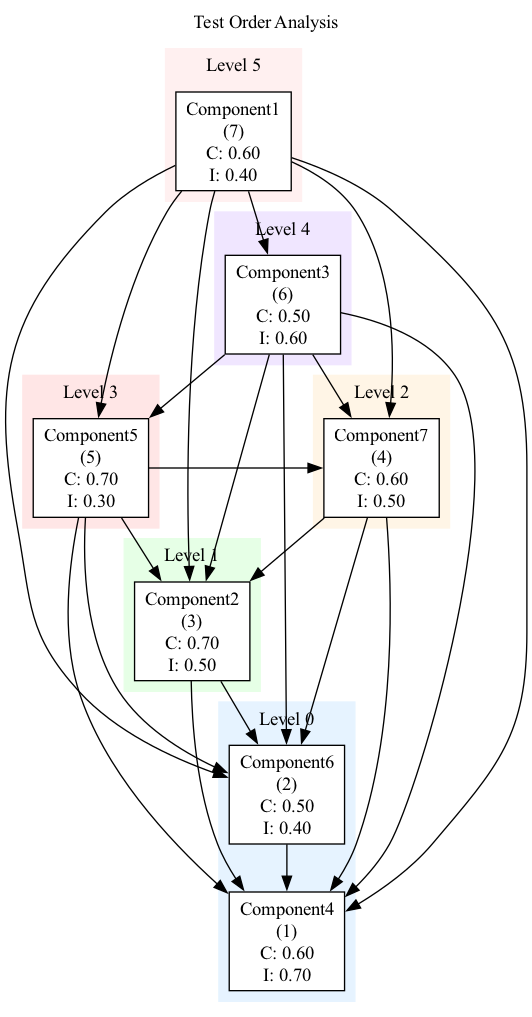 Test Order Analysis
Level 5
Component1
(7)
C: 0.60
I: 0.40
Level 4
Component3
(6)
C: 0.50
I: 0.60
Level 3
Component5
(5)
C: 0.70
I: 0.30
Level 2
Component7
(4)
C: 0.60
I: 0.50
Level 1
Component2
(3)
C: 0.70
I: 0.50
Level 0
Component6
(2)
C: 0.50
I: 0.40
Component4
(1)
C: 0.60
I: 0.70